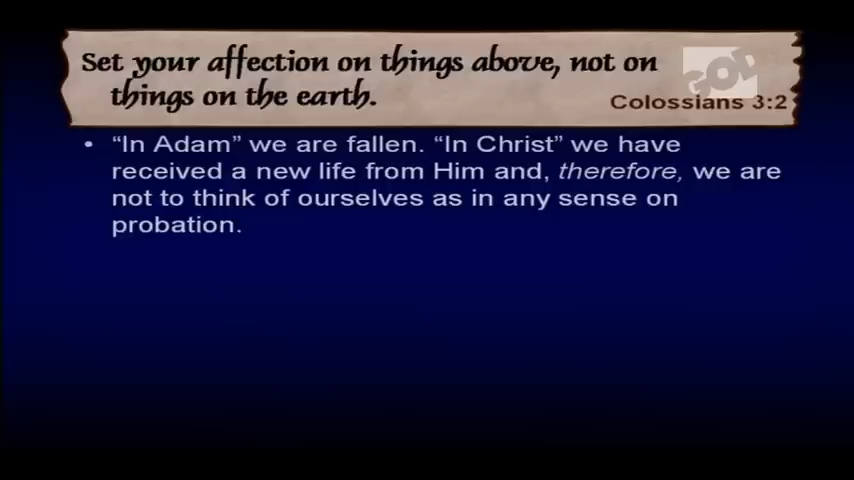 Set your affection on things above, not on
things on the earth.
GOD
Colossians 3:2
• “In Adam” we are fallen. “In Christ” we have
received a new life from Him and, therefore, we are
not to think of ourselves as in any sense on
probation.